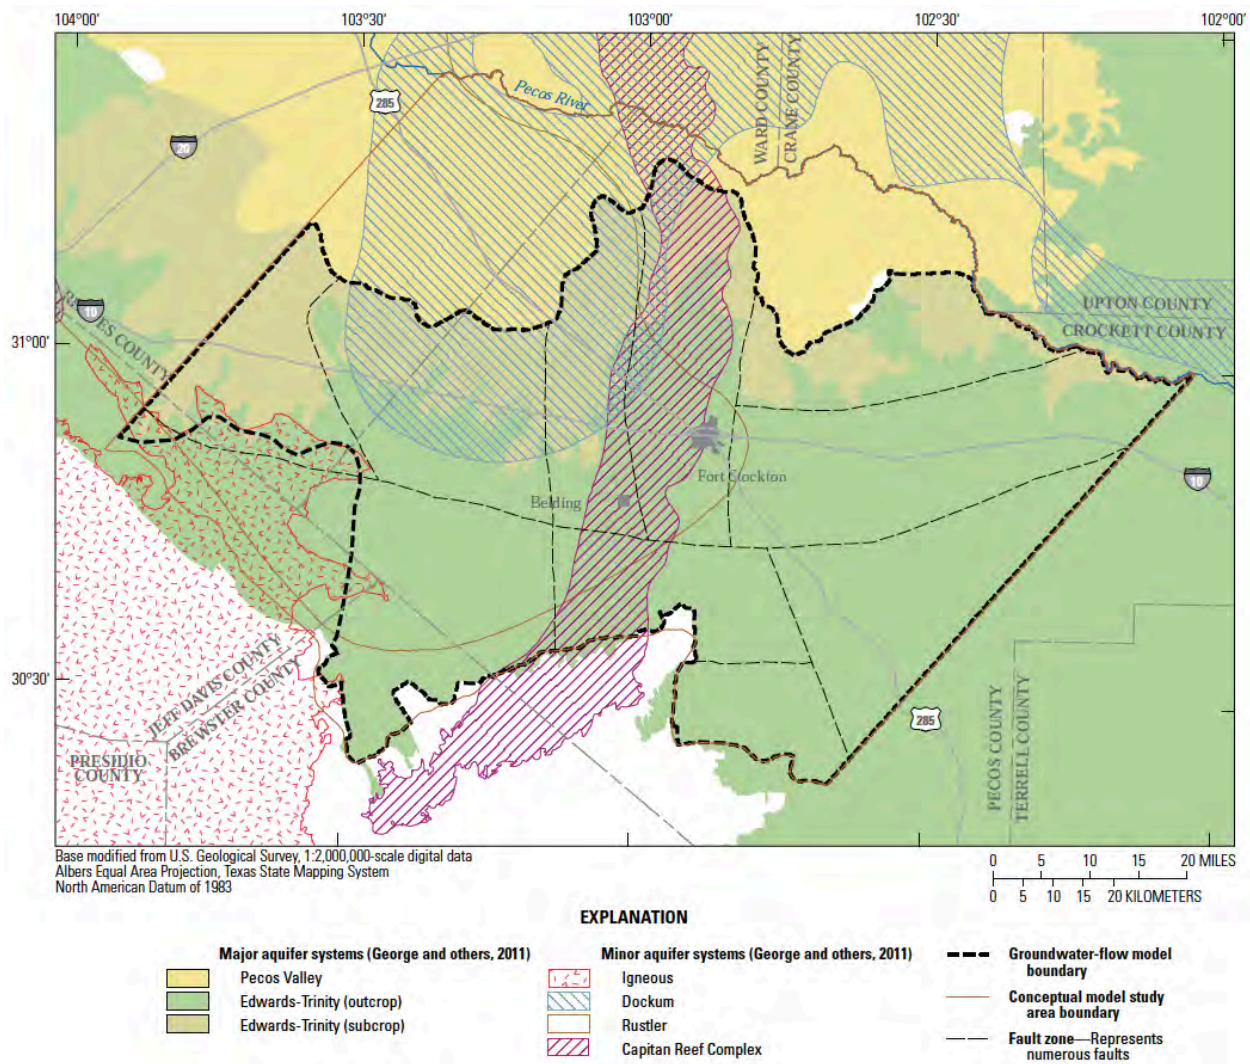 104°00' 103°30' 103°00' 102°30' 102°00'
285
Pecos River
20
WARD COUNTY
CRANE COUNTY
10
REEVES COUNTY
UPTON COUNTY
CROCKETT COUNTY
31°00'
Fort Stockton
Belding
10
30°30'
JEFF DAVIS COUNTY
BREWSTER COUNTY
285
PRESIDIO
COUNTY
PECOS COUNTY
TERRELL COUNTY
Base modified from U.S. Geological Survey, 1:2,000,000-scale digital data
Albers Equal Area Projection, Texas State Mapping System
North American Datum of 1983
0 5 10 15 20 MILES
0 5 10 15 20 KILOMETERS
EXPLANATION
Major aquifer systems (George and others, 2011)
Pecos Valley
Edwards-Trinity (outcrop)
Edwards-Trinity (subcrop)
Minor aquifer systems (George and others, 2011)
Igneous
Dockum
Rustler
Capitan Reef Complex
Groundwater-flow model
boundary
Conceptual model study
area boundary
Fault zone—Represents
numerous faults